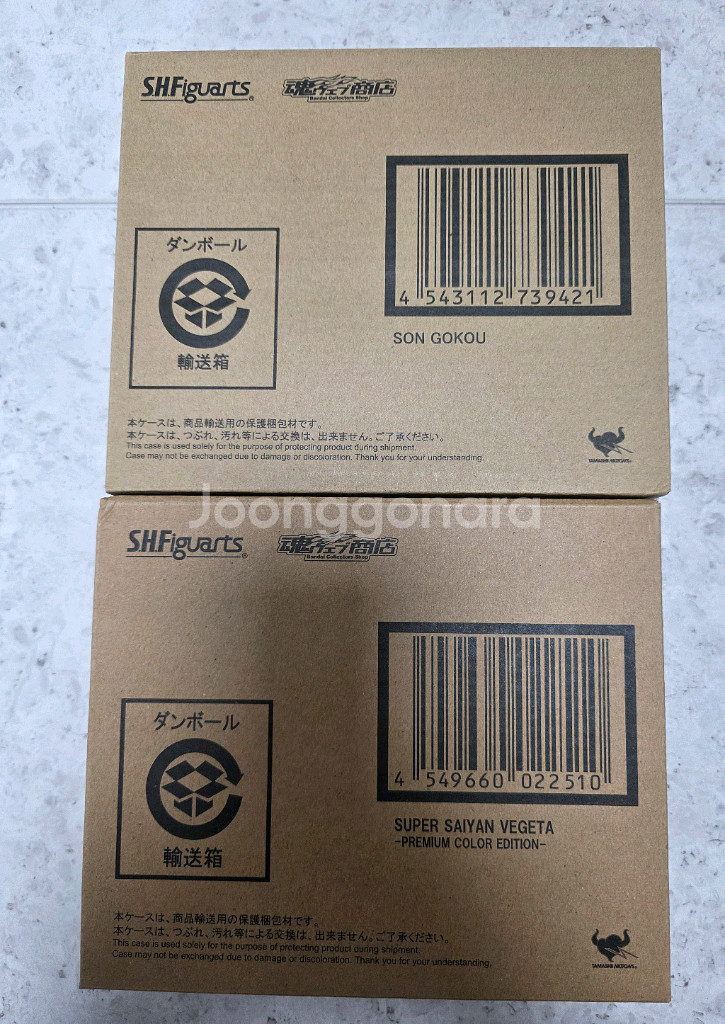 S.H.Figuarts®
魂ウェブ商店
Bandai Collectors Shop
4 543112 739421
SON GOKOU
ダンボール
輸送箱
本ケースは、商品輸送用の保護梱包材です。
本ケースは、つぶれ、汚れ等による交換は、出来ません。ご了承ください。
This case is used solely for the purpose of protecting product during shipment.
Case may not be exchanged due to damage or discoloration. Thank you for your understanding.
TAMASHII NATIONS
Joonggonara
S.H.Figuarts®
魂ウェブ商店
Bandai Collectors Shop
4 549660 022510
SUPER SAIYAN VEGETA
-PREMIUM COLOR EDITION-
ダンボール
輸送箱
本ケースは、商品輸送用の保護梱包材です。
本ケースは、つぶれ、汚れ等による交換は、出来ません。ご了承ください。
This case is used solely for the purpose of protecting product during shipment.
Case may not be exchanged due to damage or discoloration. Thank you for your understanding.
TAMASHII NATIONS